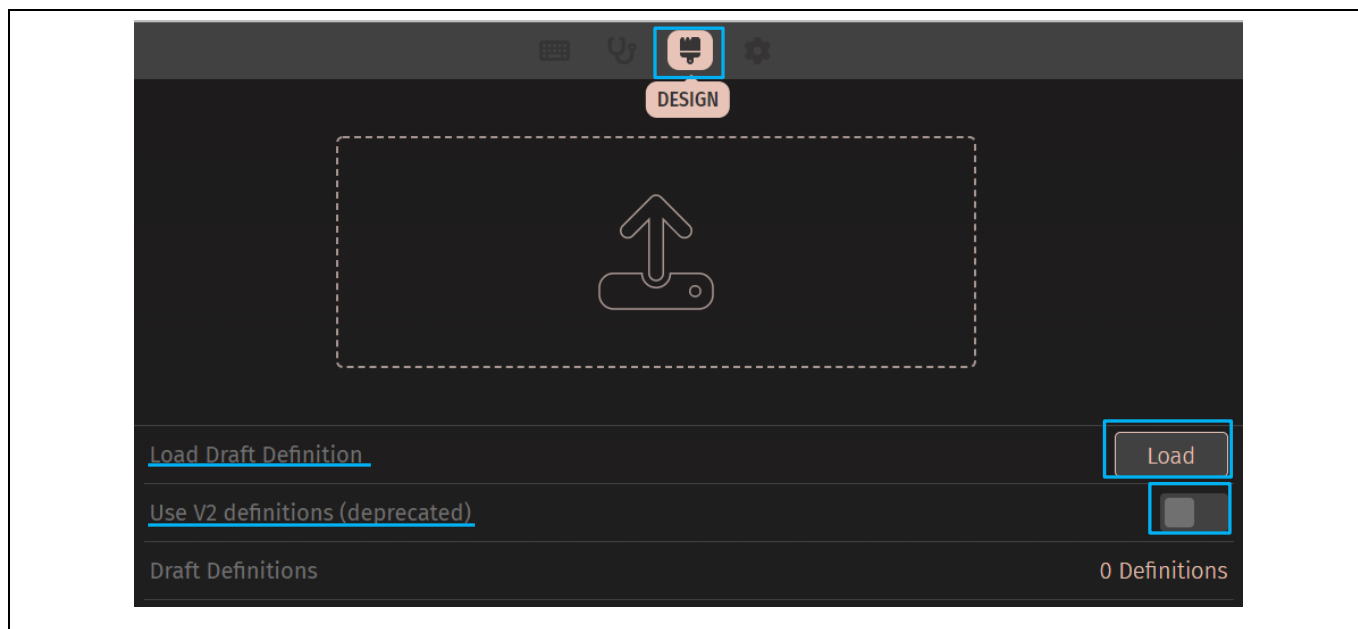 DESIGN
Load Draft Definition
Load
Use V2 definitions (deprecated)
Draft Definitions
0 Definitions